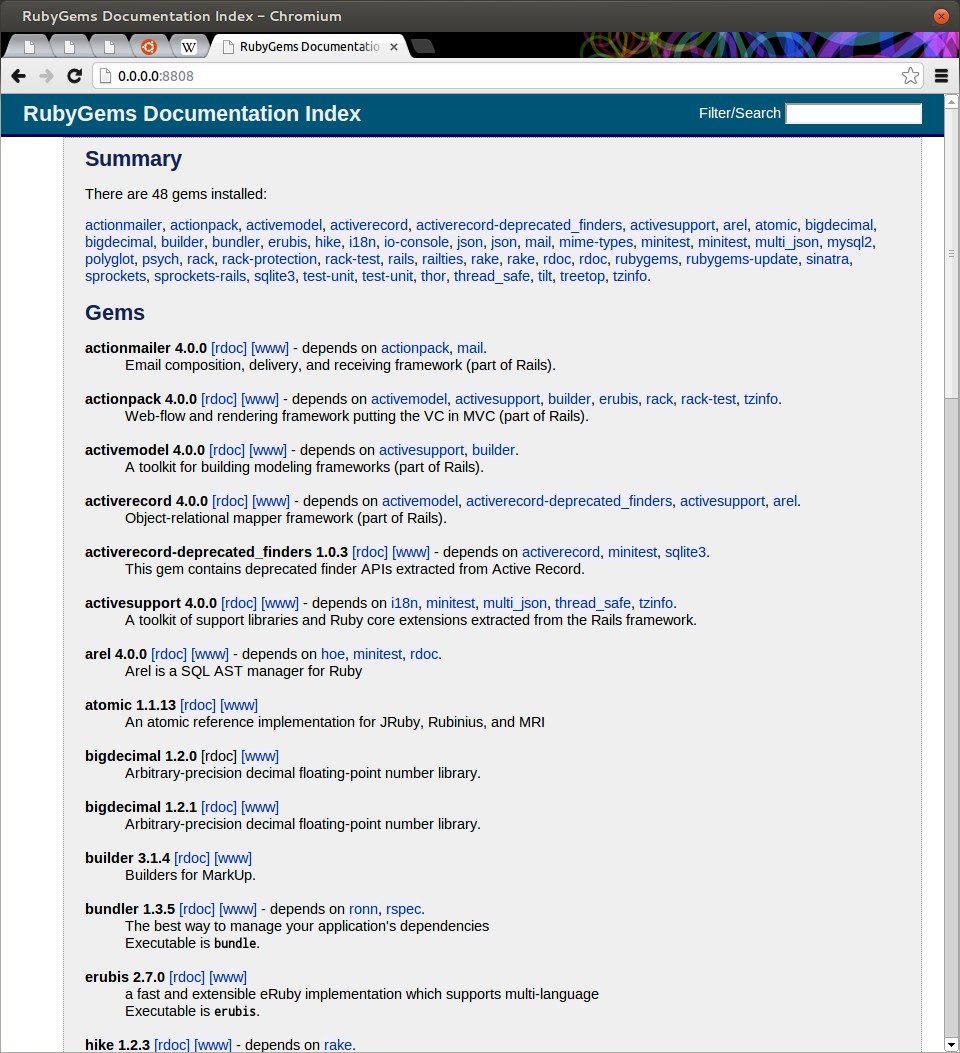 RubyGems Documentation Index - Chromium
W
RubyGems Documentatio
0.0.0.0:8808
RubyGems Documentation Index
Filter/Search
Summary
There are 48 gems installed:
actionmailer, actionpack, activemodel, activerecord, activerecord-deprecated_finders, activesupport, arel, atomic, bigdecimal,
bigdecimal, builder, bundler, erubis, hike, i18n, io-console, json, json, mail, mime-types, minitest, minitest, multi_json, mysql2,
polyglot, psych, rack, rack-protection, rack-test, rails, railties, rake, rake, rdoc, rdoc, rubygems, rubygems-update, sinatra,
sprockets, sprockets-rails, sqlite3, test-unit, test-unit, thor, thread_safe, tilt, treetop, tzinfo.
Gems
actionmailer 4.0.0 [rdoc] [www] - depends on actionpack, mail.
Email composition, delivery, and receiving framework (part of Rails).
actionpack 4.0.0 [rdoc] [www] - depends on activemodel, activesupport, builder, erubis, rack, rack-test, tzinfo.
Web-flow and rendering framework putting the VC in MVC (part of Rails).
activemodel 4.0.0 [rdoc] [www] - depends on activesupport, builder.
A toolkit for building modeling frameworks (part of Rails).
activerecord 4.0.0 [rdoc] [www] - depends on activemodel, activerecord-deprecated_finders, activesupport, arel.
Object-relational mapper framework (part of Rails).
activerecord-deprecated_finders 1.0.3 [rdoc] [www] - depends on activerecord, minitest, sqlite3.
This gem contains deprecated finder APIs extracted from Active Record.
activesupport 4.0.0 [rdoc] [www] - depends on i18n, minitest, multi_json, thread_safe, tzinfo.
A toolkit of support libraries and Ruby core extensions extracted from the Rails framework.
arel 4.0.0 [rdoc] [www] - depends on hoe, minitest, rdoc.
Arel is a SQL AST manager for Ruby
atomic 1.1.13 [rdoc] [www]
An atomic reference implementation for JRuby, Rubinius, and MRI
bigdecimal 1.2.0 [rdoc] [www]
Arbitrary-precision decimal floating-point number library.
bigdecimal 1.2.1 [rdoc] [www]
Arbitrary-precision decimal floating-point number library.
builder 3.1.4 [rdoc] [www]
Builders for MarkUp.
bundler 1.3.5 [rdoc] [www] - depends on ronn, rspec.
The best way to manage your application's dependencies
Executable is bundle.
erubis 2.7.0 [rdoc] [www]
a fast and extensible eRuby implementation which supports multi-language
Executable is erubis.
hike 1.2.3 [rdoc] [www] - depends on rake.